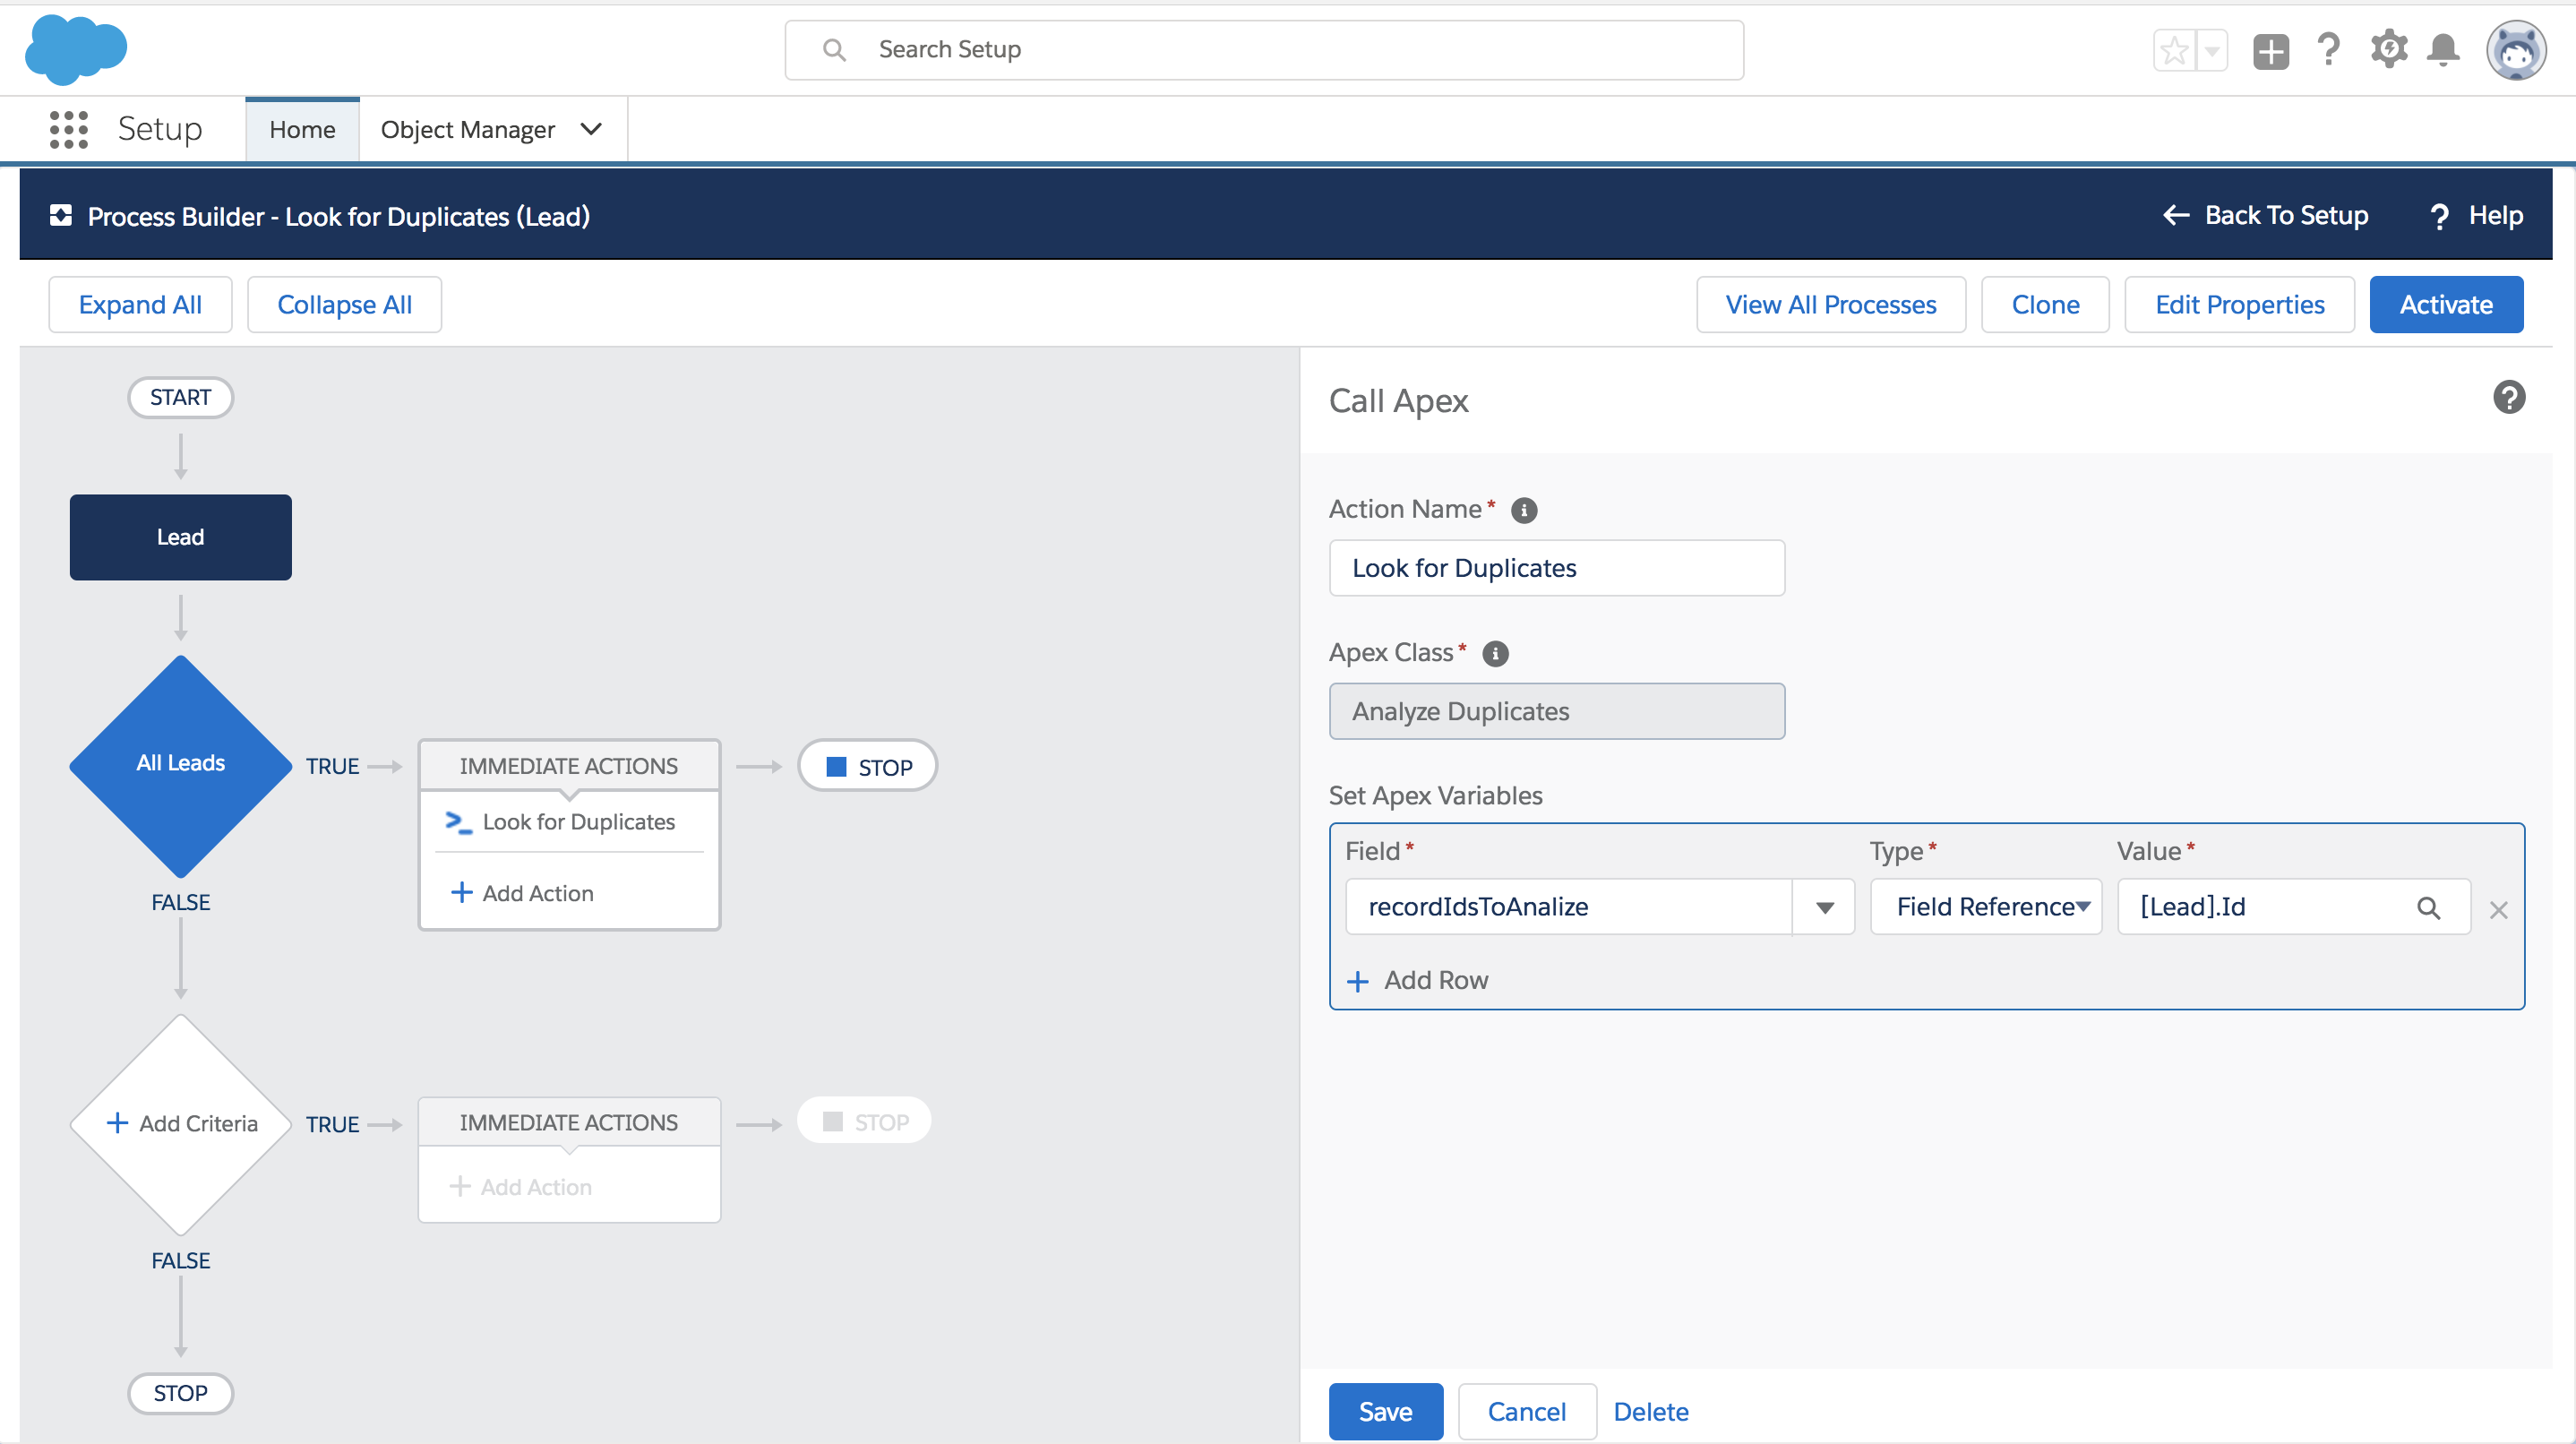 Search Setup
Setup
Home
Object Manager
Process Builder - Look for Duplicates (Lead)
Back To Setup
? Help
Expand All
Collapse All
View All Processes
Clone
Edit Properties
Activate
START
Lead
All Leads
TRUE
IMMEDIATE ACTIONS
STOP
Look for Duplicates
+ Add Action
FALSE
+ Add Criteria
TRUE
IMMEDIATE ACTIONS
STOP
+ Add Action
FALSE
STOP
Call Apex
Action Name*
Look for Duplicates
Apex Class*
Analyze Duplicates
Set Apex Variables
Field* Type* Value*
recordIdsToAnalize Field Reference [Lead].Id
+ Add Row
Save
Cancel
Delete